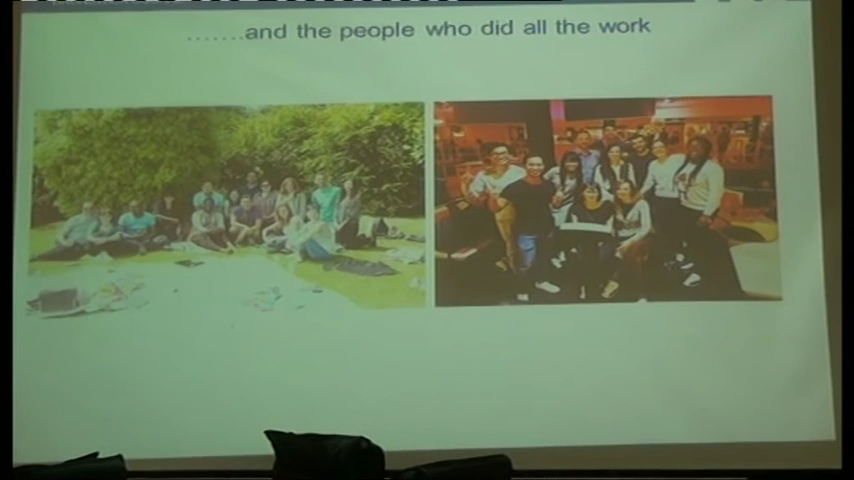 .......and the people who did all the work